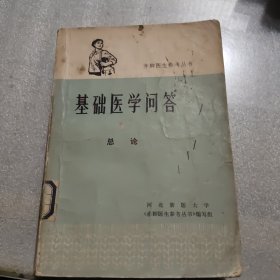 赤脚医生参考丛书
基础医学问答
总论
河北新医大学
《赤脚医生参考丛书》编写组